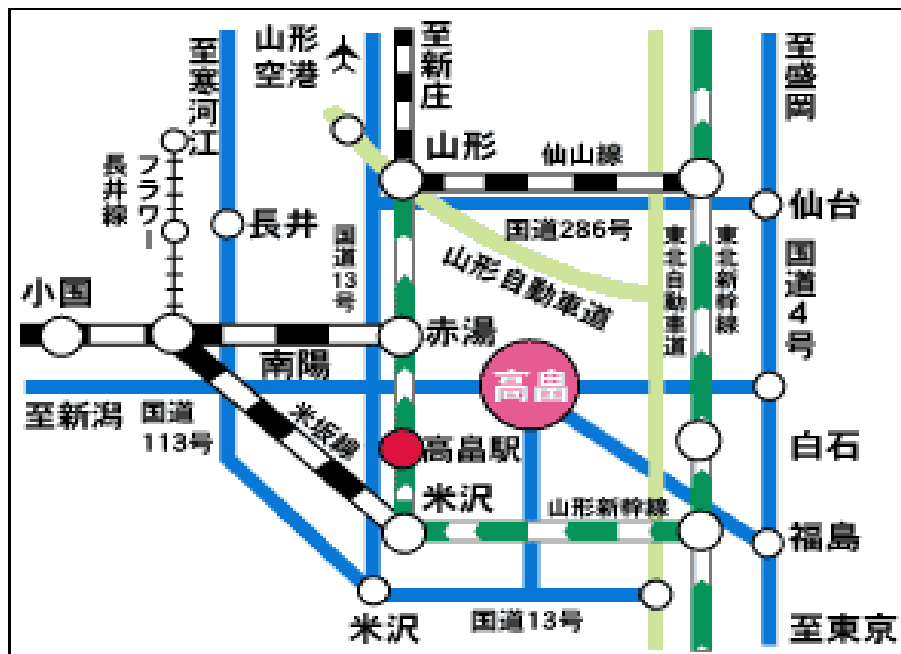 至寒河江
山形
空港
至新庄
至盛岡
フラワー
長井線
山形
仙山線
長井
国道13号
国道286号
仙台
山形自動車道
東北自動車道
東北新幹線
国道4号
小国
赤湯
南陽
高畠
至新潟
国道
113号
米坂線
高畠駅
白石
米沢
山形新幹線
福島
米沢
国道13号
至東京